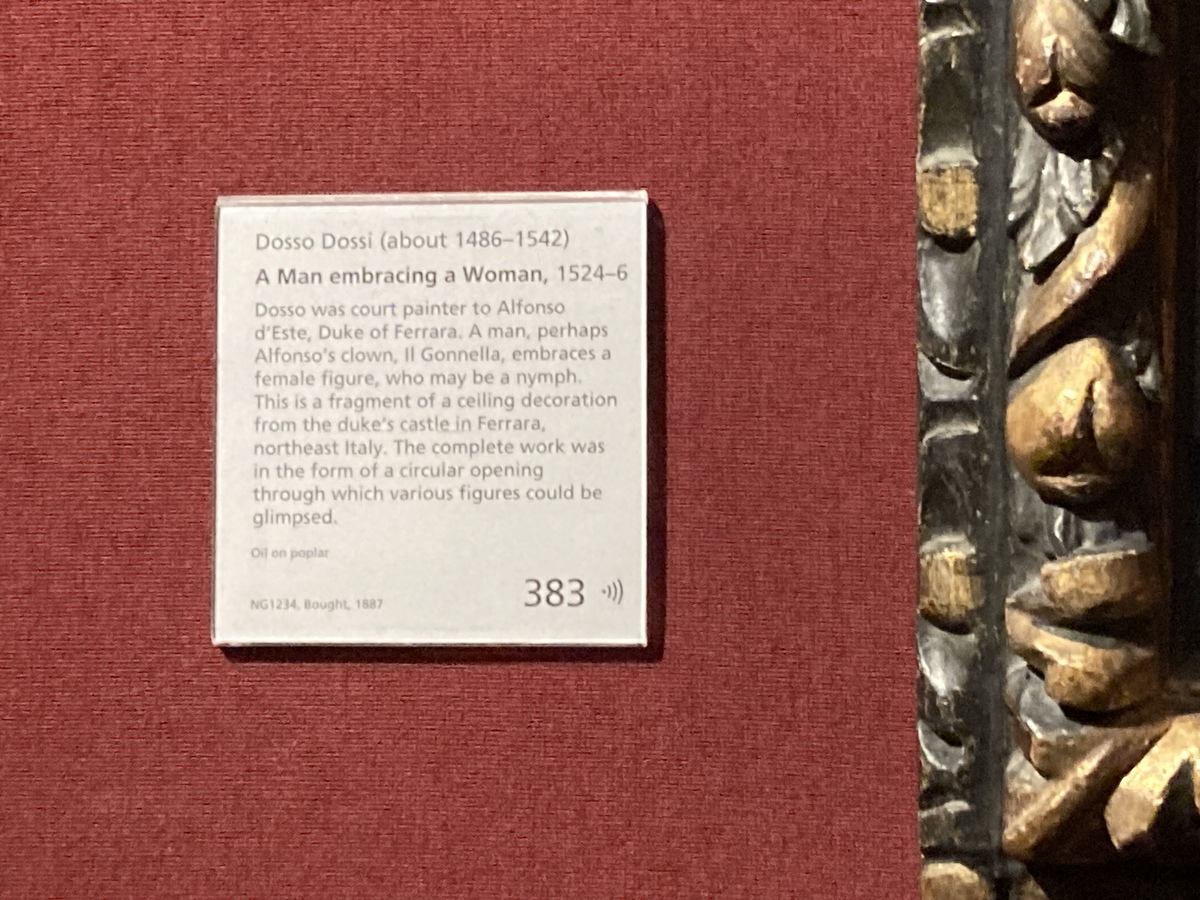 Dosso Dossi (about 1486–1542)
A Man embracing a Woman, 1524–6
Dosso was court painter to Alfonso
d'Este, Duke of Ferrara. A man, perhaps
Alfonso's clown, Il Gonnella, embraces a
female figure, who may be a nymph.
This is a fragment of a ceiling decoration
from the duke's castle in Ferrara,
northeast Italy. The complete work was
in the form of a circular opening
through which various figures could be
glimpsed.
Oil on poplar
383
NG1234, Bought, 1887